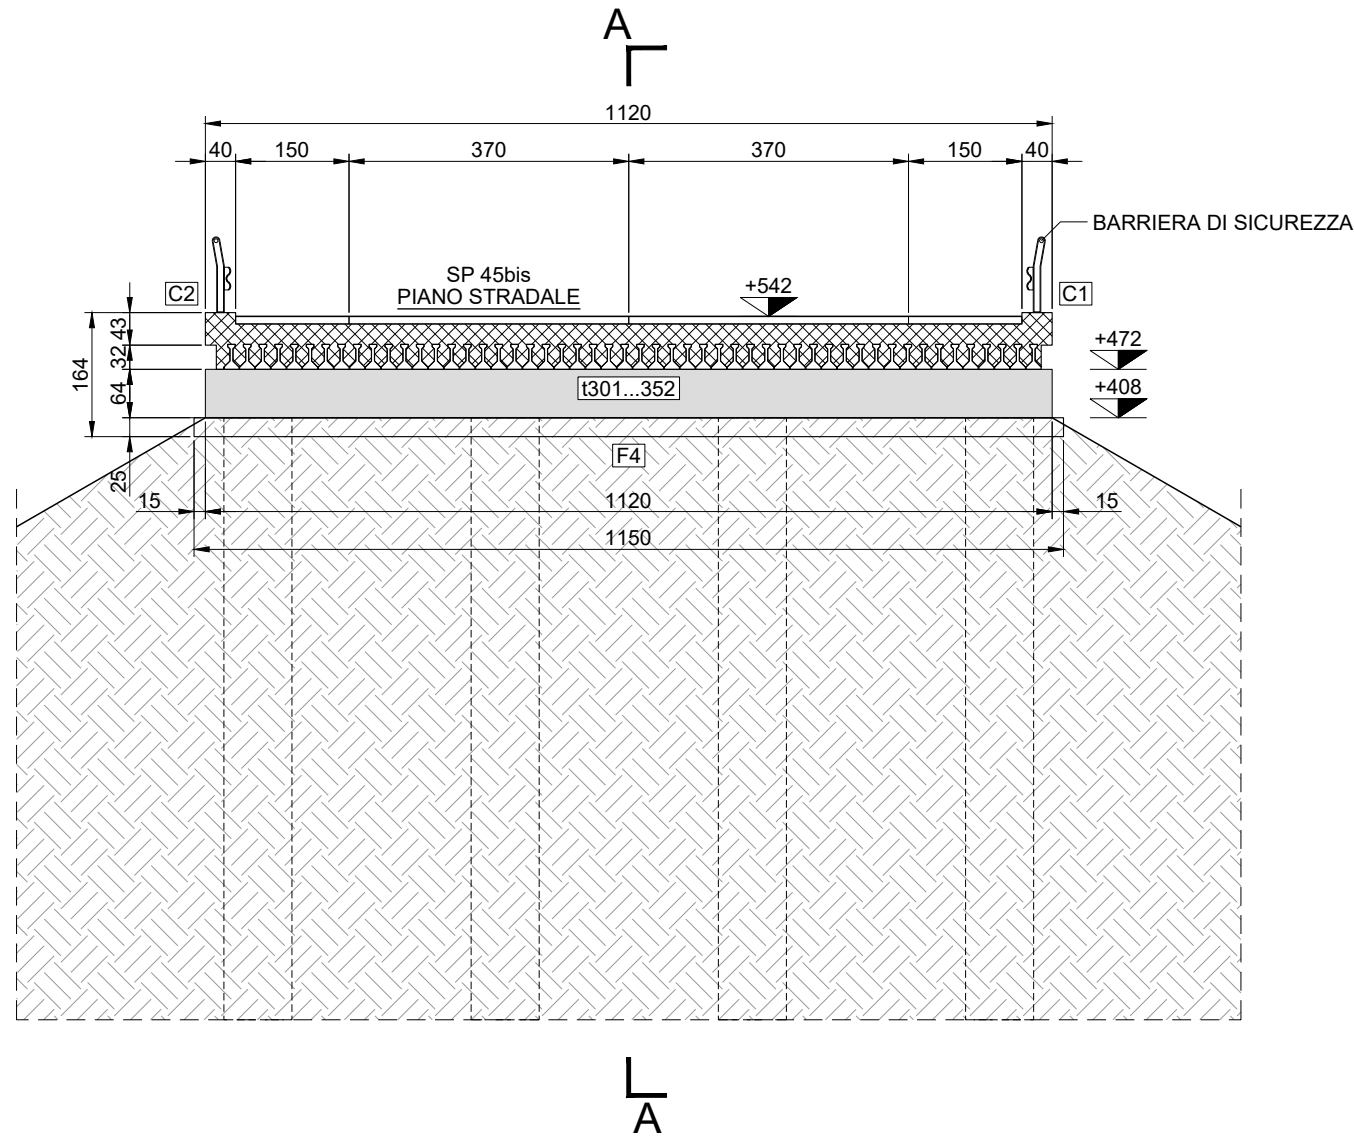 A
1120
40 150 370 370 150 40
BARRIERA DI SICUREZZA
SP 45bis
PIANO STRADALE
+542
C2
C1
43
32
64
164
25
+472
+408
t301...352
F4
15 1120 15
1150
A